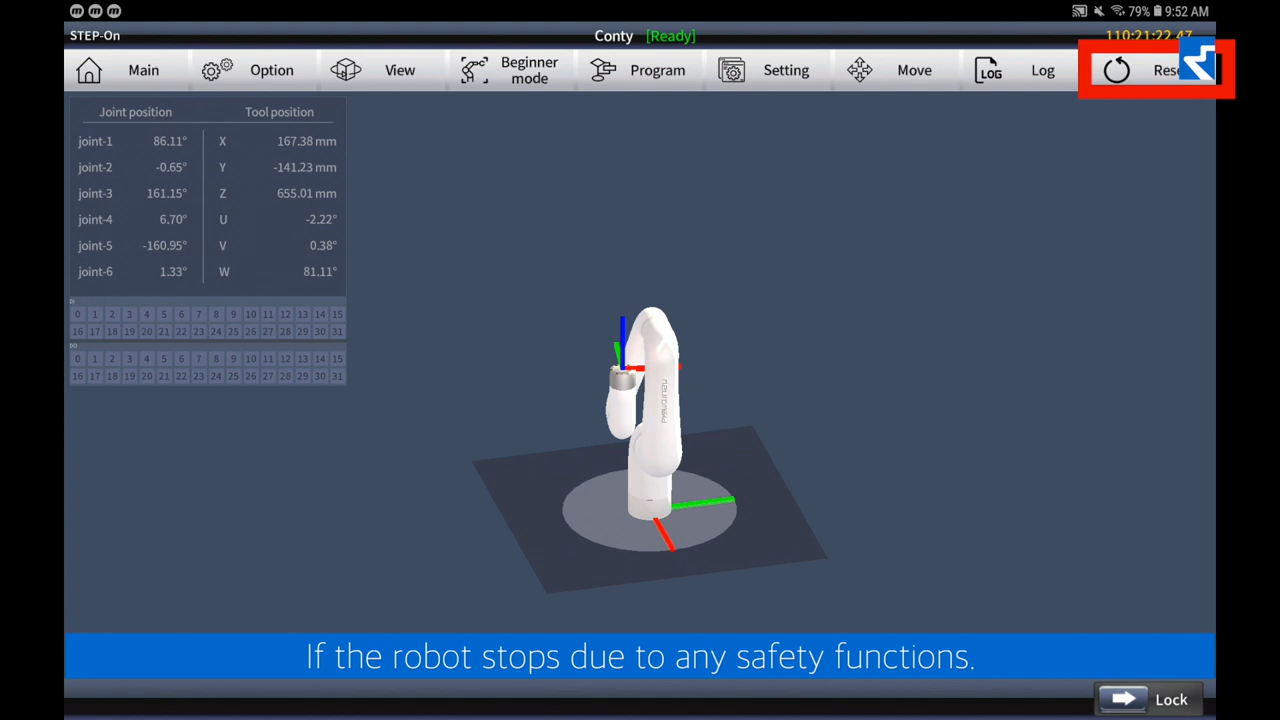 79% 9:52 AM
STEP-On
Conty [Ready]
110:21:22.47
Main
Option
View
Beginner
mode
Program
Setting
Move
LOG Log
Joint position Tool position
joint-1 86.11° X 167.38 mm
joint-2 -0.65° Y -141.23 mm
joint-3 161.15° Z 655.01 mm
joint-4 6.70° U -2.22°
joint-5 -160.95° V 0.38°
joint-6 1.33° W 81.11°
0 1 2 3 4 5 6 7 8 9 10 11 12 13 14 15
16 17 18 19 20 21 22 23 24 25 26 27 28 29 30 31
0 1 2 3 4 5 6 7 8 9 10 11 12 13 14 15
16 17 18 19 20 21 22 23 24 25 26 27 28 29 30 31
neuromeka
If the robot stops due to any safety functions.
Lock